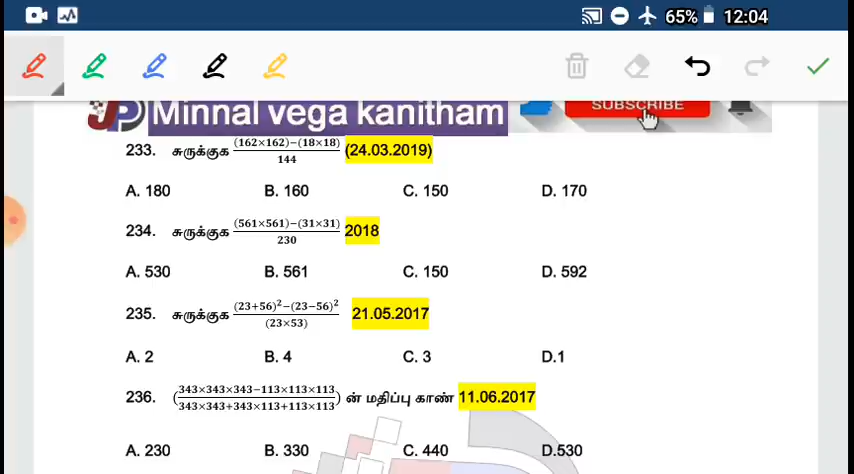 65% 12:04
Minnal vega kanitham
SUBSCRIBE
233. சுருக்குக (162×162)−(18×18)/144 (24.03.2019)
A. 180 B. 160 C. 150 D. 170
234. சுருக்குக (561×561)−(31×31)/230 2018
A. 530 B. 561 C. 150 D. 592
235. சுருக்குக (23+56)²−(23−56)²/(23×53) 21.05.2017
A. 2 B. 4 C. 3 D.1
236. (343×343×343−113×113×113/343×343+343×113+113×113) ன் மதிப்பு காண் 11.06.2017
A. 230 B. 330 C. 440 D.530